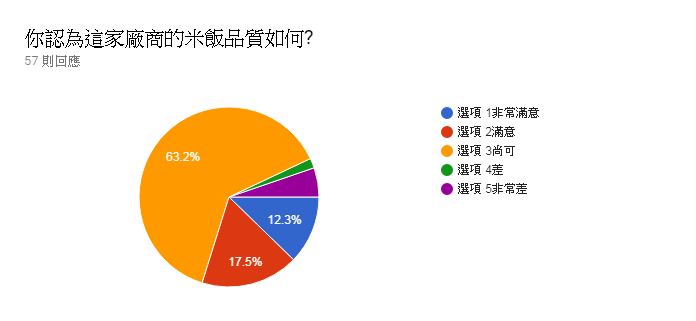 你認為這家廠商的米飯品質如何?
57 則回應
63.2%
12.3%
17.5%
選項 1非常滿意
選項 2滿意
選項 3尚可
選項 4差
選項 5非常差